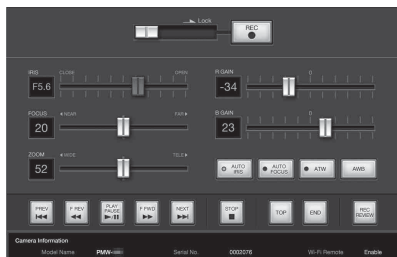 Lock
REC
IRIS
CLOSE
OPEN
F5.6
R.GAIN
0
-34
FOCUS
NEAR
FAR
20
B.GAIN
0
23
ZOOM
WIDE
TELE
52
AUTO IRIS
AUTO FOCUS
ATW
AWB
PREV
F REV
PLAY PAUSE
F FWD
NEXT
STOP
TOP
END
REC REVIEW
Camera Information
Model Name PMW- Serial No. 0002076 Wi-Fi Remote Enable